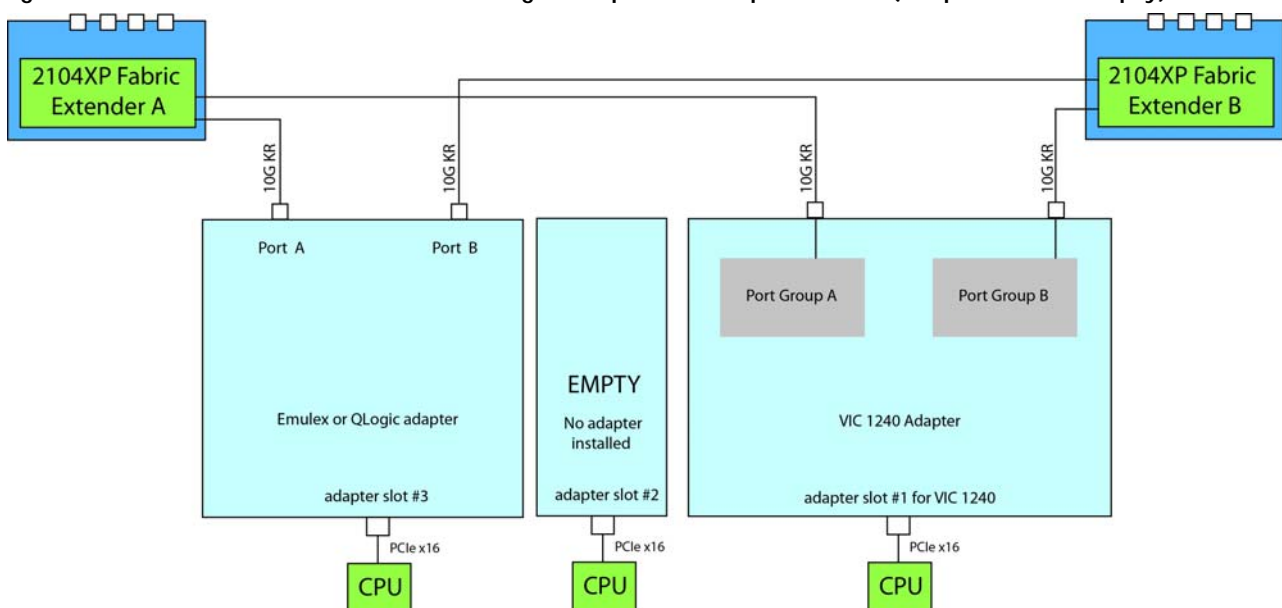 2104XP Fabric
Extender A
2104XP Fabric
Extender B
10G KR
10G KR
10G KR
10G KR
Port A
Port B
Port Group A
Port Group B
EMPTY
No adapter
installed
Emulex or QLogic adapter
VIC 1240 Adapter
adapter slot #3
adapter slot #2
adapter slot #1 for VIC 1240
PCIe x16
PCIe x16
PCIe x16
CPU
CPU
CPU